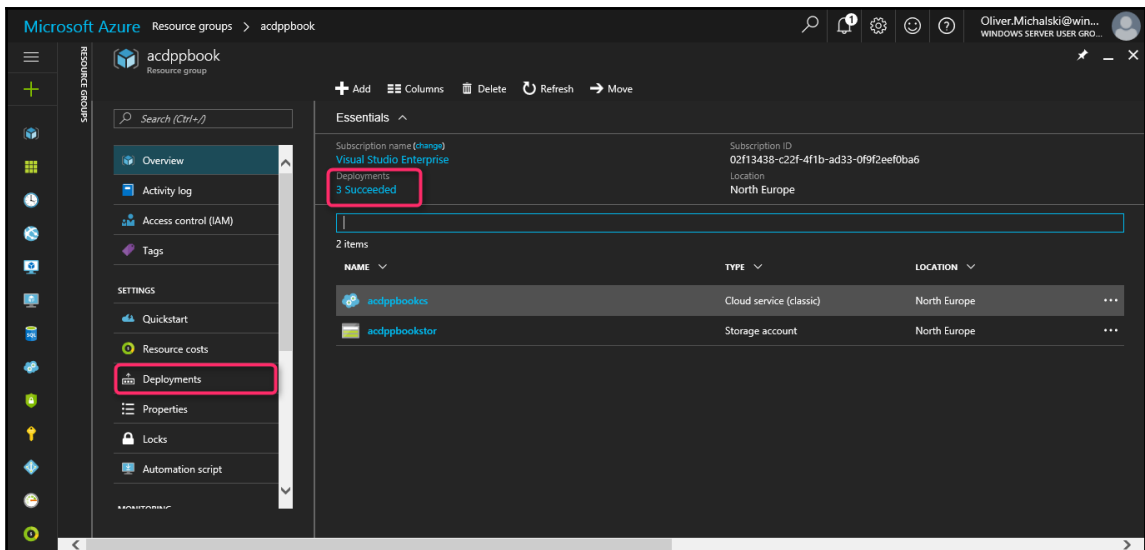 Microsoft Azure Resource groups > acdppbook
1
Oliver.Michalski@win...
WINDOWS SERVER USER GRO...
RESOURCE GROUPS
acdppbook
Resource group
Add Columns Delete Refresh Move
Search (Ctrl+/)
Overview
Activity log
Access control (IAM)
Tags
SETTINGS
Quickstart
Resource costs
Deployments
Properties
Locks
Automation script
MONITORING
Essentials
Subscription name (change)
Visual Studio Enterprise
Deployments
3 Succeeded
Subscription ID
02f13438-c22f-4f1b-ad33-0f9f2eef0ba6
Location
North Europe
2 items
NAME TYPE LOCATION
acdppbookcs Cloud service (classic) North Europe ...
acdppbookstor Storage account North Europe ...
SQL